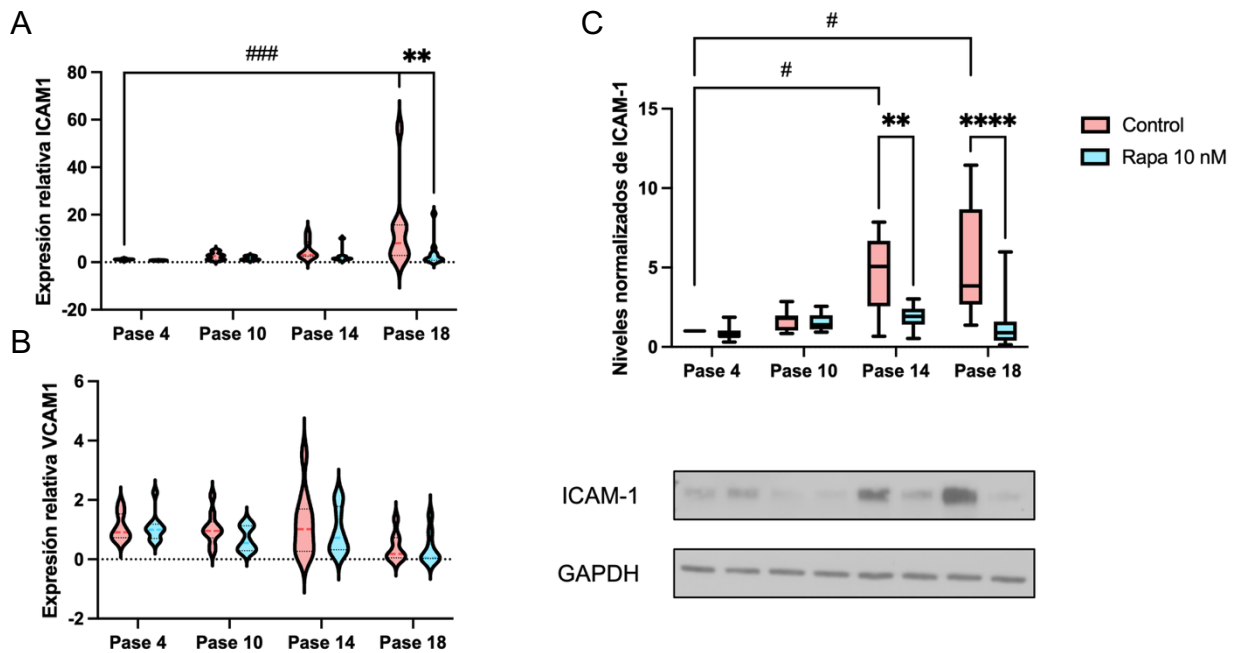 A
###
**
Expresión relativa ICAM1
80
60
40
20
0
-20
Pase 4 Pase 10 Pase 14 Pase 18
B
Expresión relativa VCAM1
6
4
2
0
-2
Pase 4 Pase 10 Pase 14 Pase 18
C
#
#
**
****
Niveles normalizados de ICAM-1
15
10
5
0
Pase 4 Pase 10 Pase 14 Pase 18
Control
Rapa 10 nM
ICAM-1
GAPDH